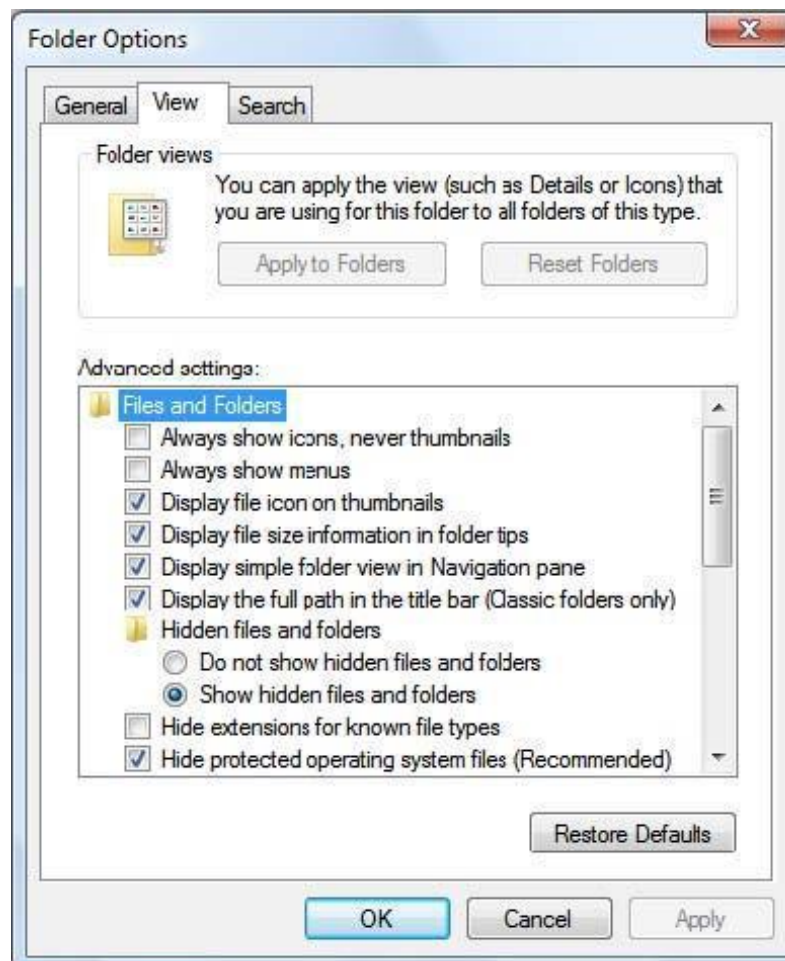 Folder Options
General
View
Search
Folder views
You can apply the view (such as Details or Icons) that
you are using for this folder to all folders of this type.
Apply to Folders
Reset Folders
Advanced settings:
Files and Folders
Always show icons, never thumbnails
Always show menus
Display file icon on thumbnails
Display file size information in folder tips
Display simple folder view in Navigation pane
Display the full path in the title bar (Classic folders only)
Hidden files and folders
Do not show hidden files and folders
Show hidden files and folders
Hide extensions for known file types
Hide protected operating system files (Recommended)
Restore Defaults
OK
Cancel
Apply